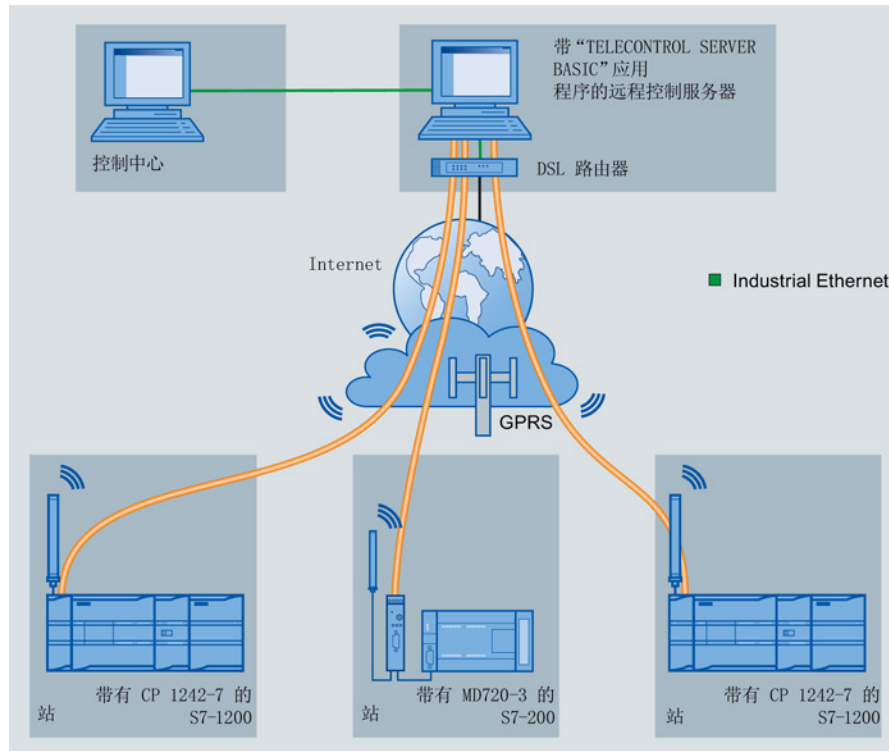 带“TELECONTROL SERVER
BASIC”应用
程序的远程控制服务器
控制中心
DSL 路由器
Internet
Industrial Ethernet
GPRS
站
带有 CP 1242-7 的
S7-1200
站
带有 MD720-3 的
S7-200
站
带有 CP 1242-7 的
S7-1200